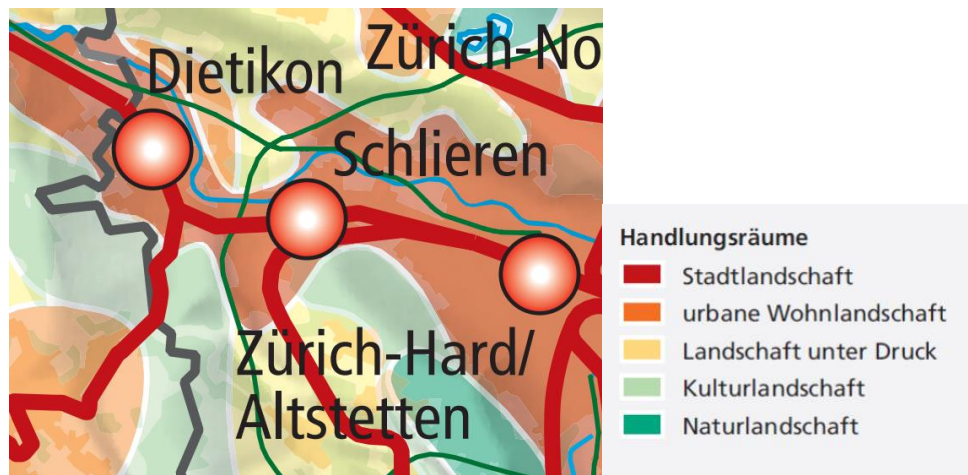 Dietikon
Zürich-No
Schlieren
Zürich-Hard/
Altstetten
Handlungsräume
Stadtlandschaft
urbane Wohnlandschaft
Landschaft unter Druck
Kulturlandschaft
Naturlandschaft